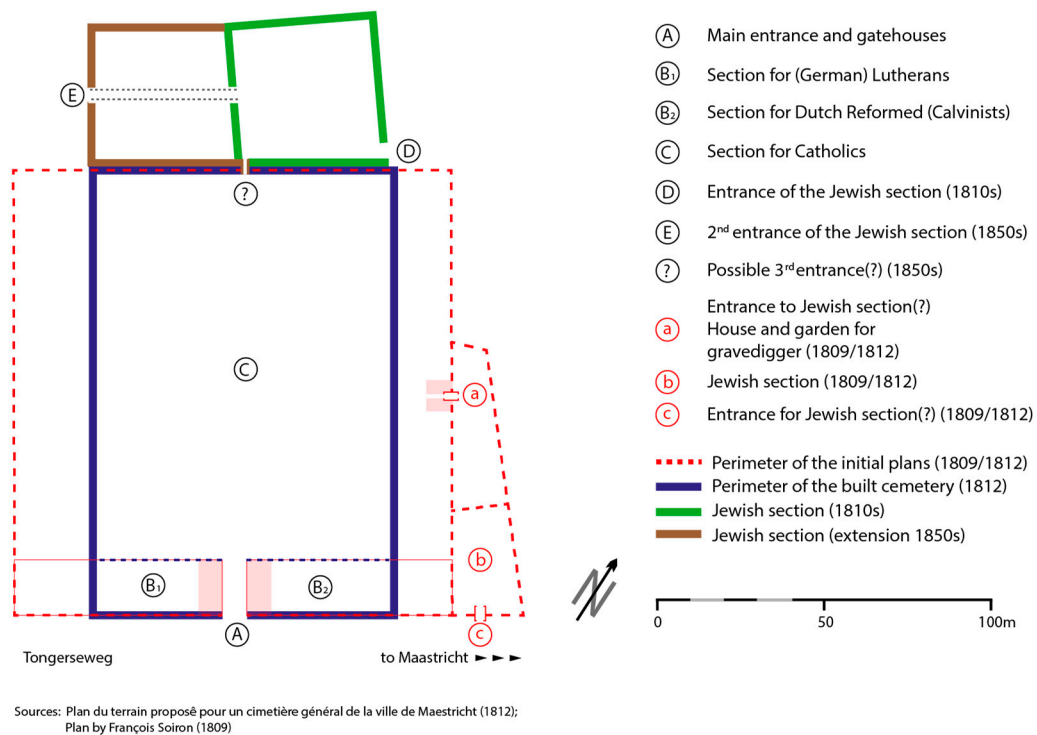 A Main entrance and gatehouses
B1 Section for (German) Lutherans
B2 Section for Dutch Reformed (Calvinists)
C Section for Catholics
D Entrance of the Jewish section (1810s)
E 2nd entrance of the Jewish section (1850s)
? Possible 3rd entrance(?) (1850s)
Entrance to Jewish section(?)
a House and garden for
gravedigger (1809/1812)
b Jewish section (1809/1812)
c Entrance for Jewish section(?) (1809/1812)
Perimeter of the initial plans (1809/1812)
Perimeter of the built cemetery (1812)
Jewish section (1810s)
Jewish section (extension 1850s)
E
D
?
C
a
b
B1
B2
A
c
N
0 50 100m
Tongerseweg
to Maastricht
Sources: Plan du terrain proposê pour un cimetière général de la ville de Maestricht (1812);
Plan by François Soiron (1809)